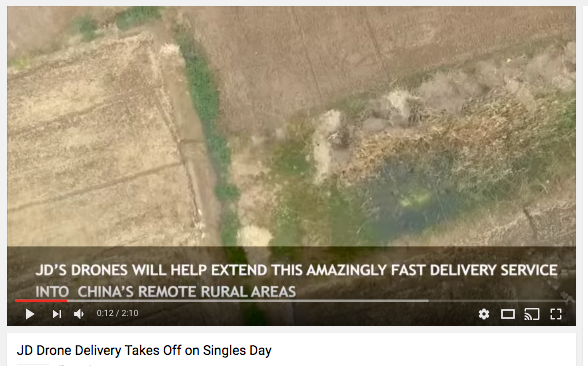 JD'S DRONES WILL HELP EXTEND THIS AMAZINGLY FAST DELIVERY SERVICE
INTO CHINA'S REMOTE RURAL AREAS
0:12 / 2:10
JD Drone Delivery Takes Off on Singles Day